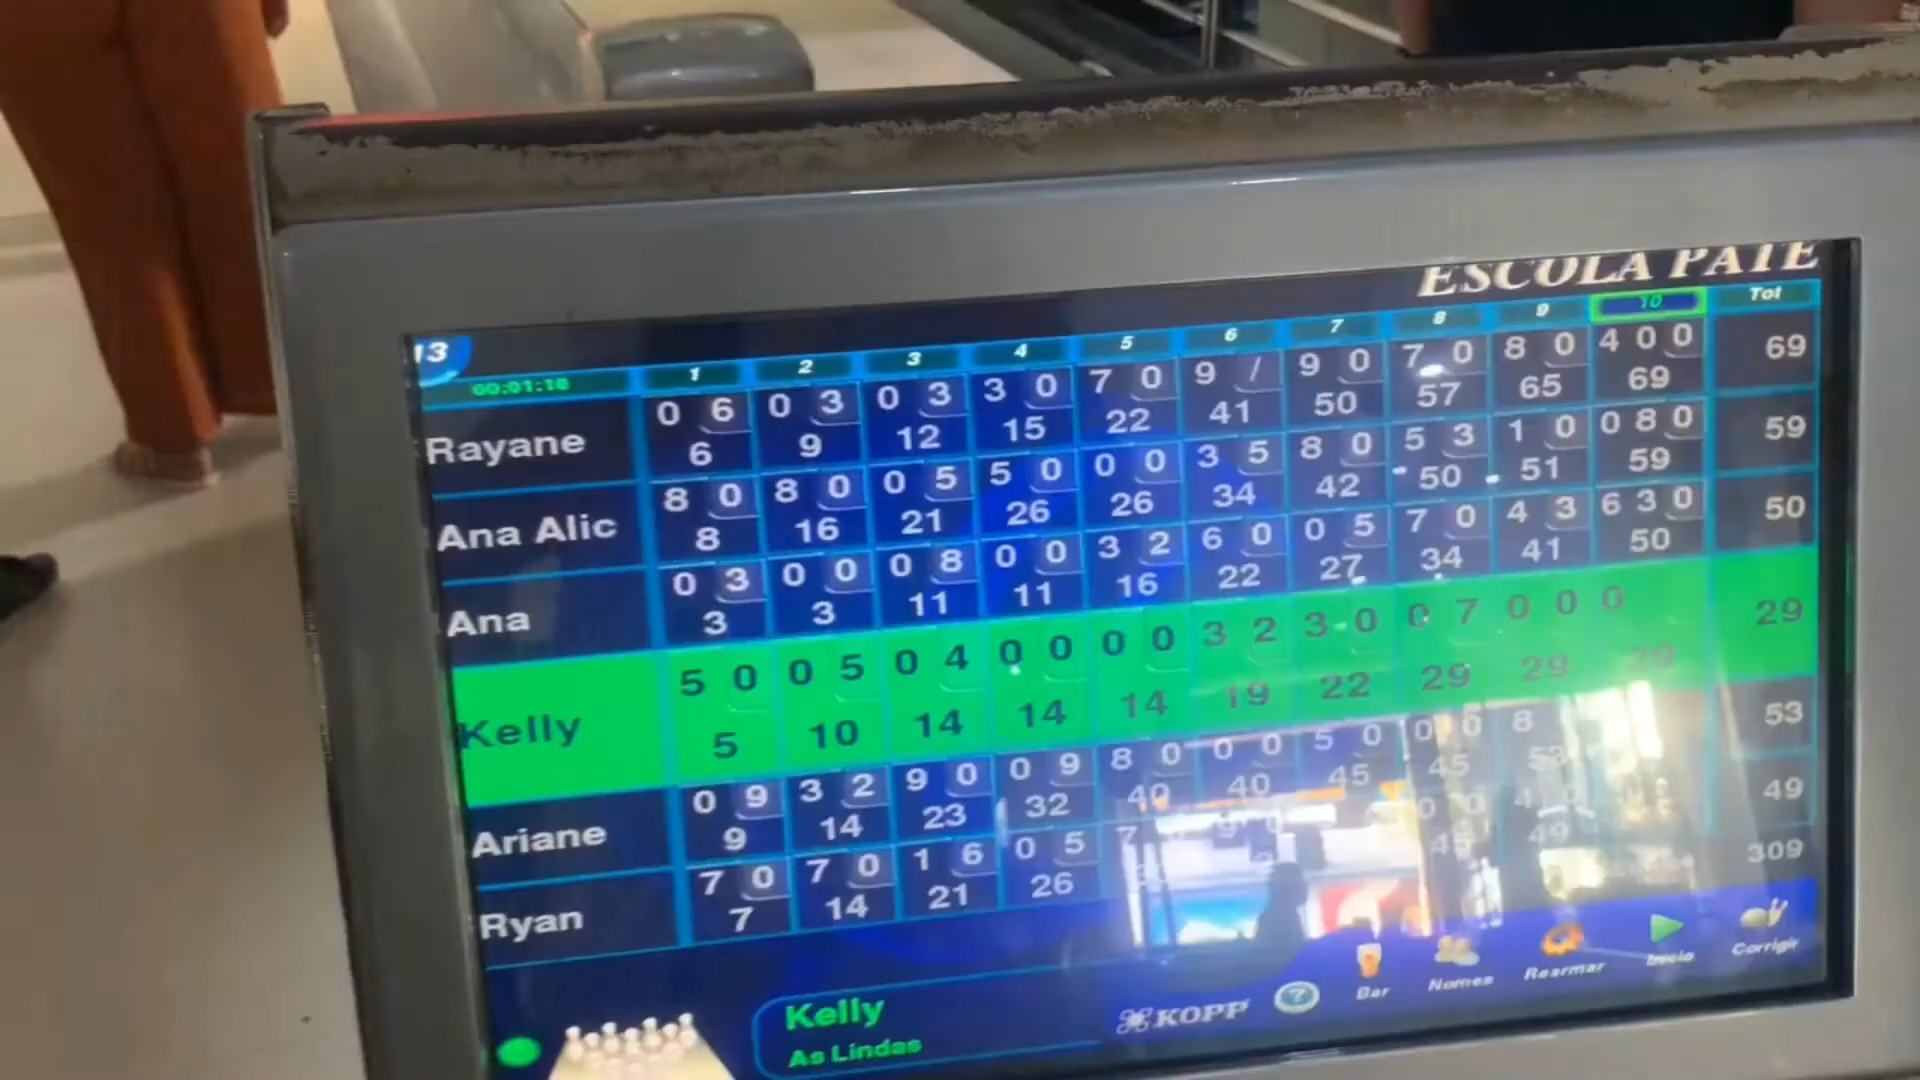 ESCOLA PATE
13 1 2 3 4 5 6 7 8 9 10 Tot
00:01:18
Rayane 0 6 0 3 0 3 3 0 7 0 9 / 9 0 7 0 8 0 4 0 0 69
6 9 12 15 22 41 50 57 65 69
Ana Alic 8 0 8 0 0 5 5 0 0 0 3 5 8 0 5 3 1 0 0 8 0 59
8 16 21 26 26 34 42 50 51 59
Ana 0 3 0 0 0 8 0 0 3 2 6 0 0 5 7 0 4 3 6 3 0 50
3 3 11 11 16 22 27 34 41 50
Kelly 5 0 0 5 0 4 0 0 0 0 3 2 3 0 0 7 0 0 0 29
5 10 14 14 14 19 22 29 29 29
Ariane 0 9 3 2 9 0 0 9 8 0 0 0 5 0 0 0 8 53
9 14 23 32 40 40 45 45 53
Ryan 7 0 7 0 1 6 0 5 7 49
7 14 21 26 49
309
Kelly
As Lindas
KOPP
?
Bar
Nomes
Rearmar
Início
Corrigir